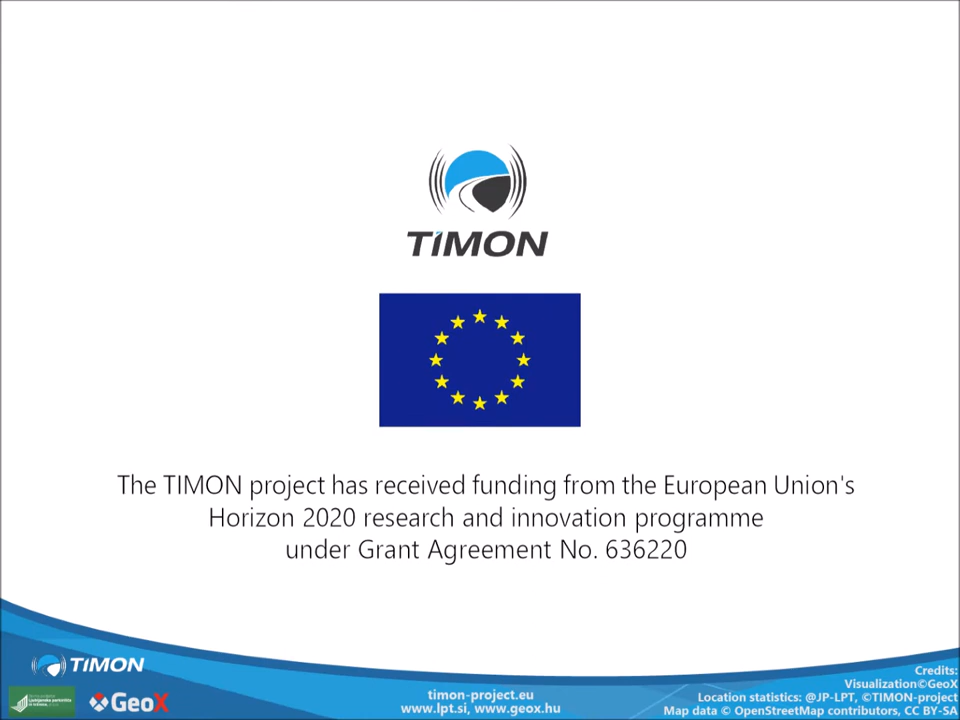 TIMON
The TIMON project has received funding from the European Union's
Horizon 2020 research and innovation programme
under Grant Agreement No. 636220
TIMON
GeoX
timon-project.eu
www.lpt.si, www.geox.hu
Credits:
Visualization©GeoX
Location statistics: @JP-LPT, ©TIMON-project
Map data © OpenStreetMap contributors, CC BY-SA